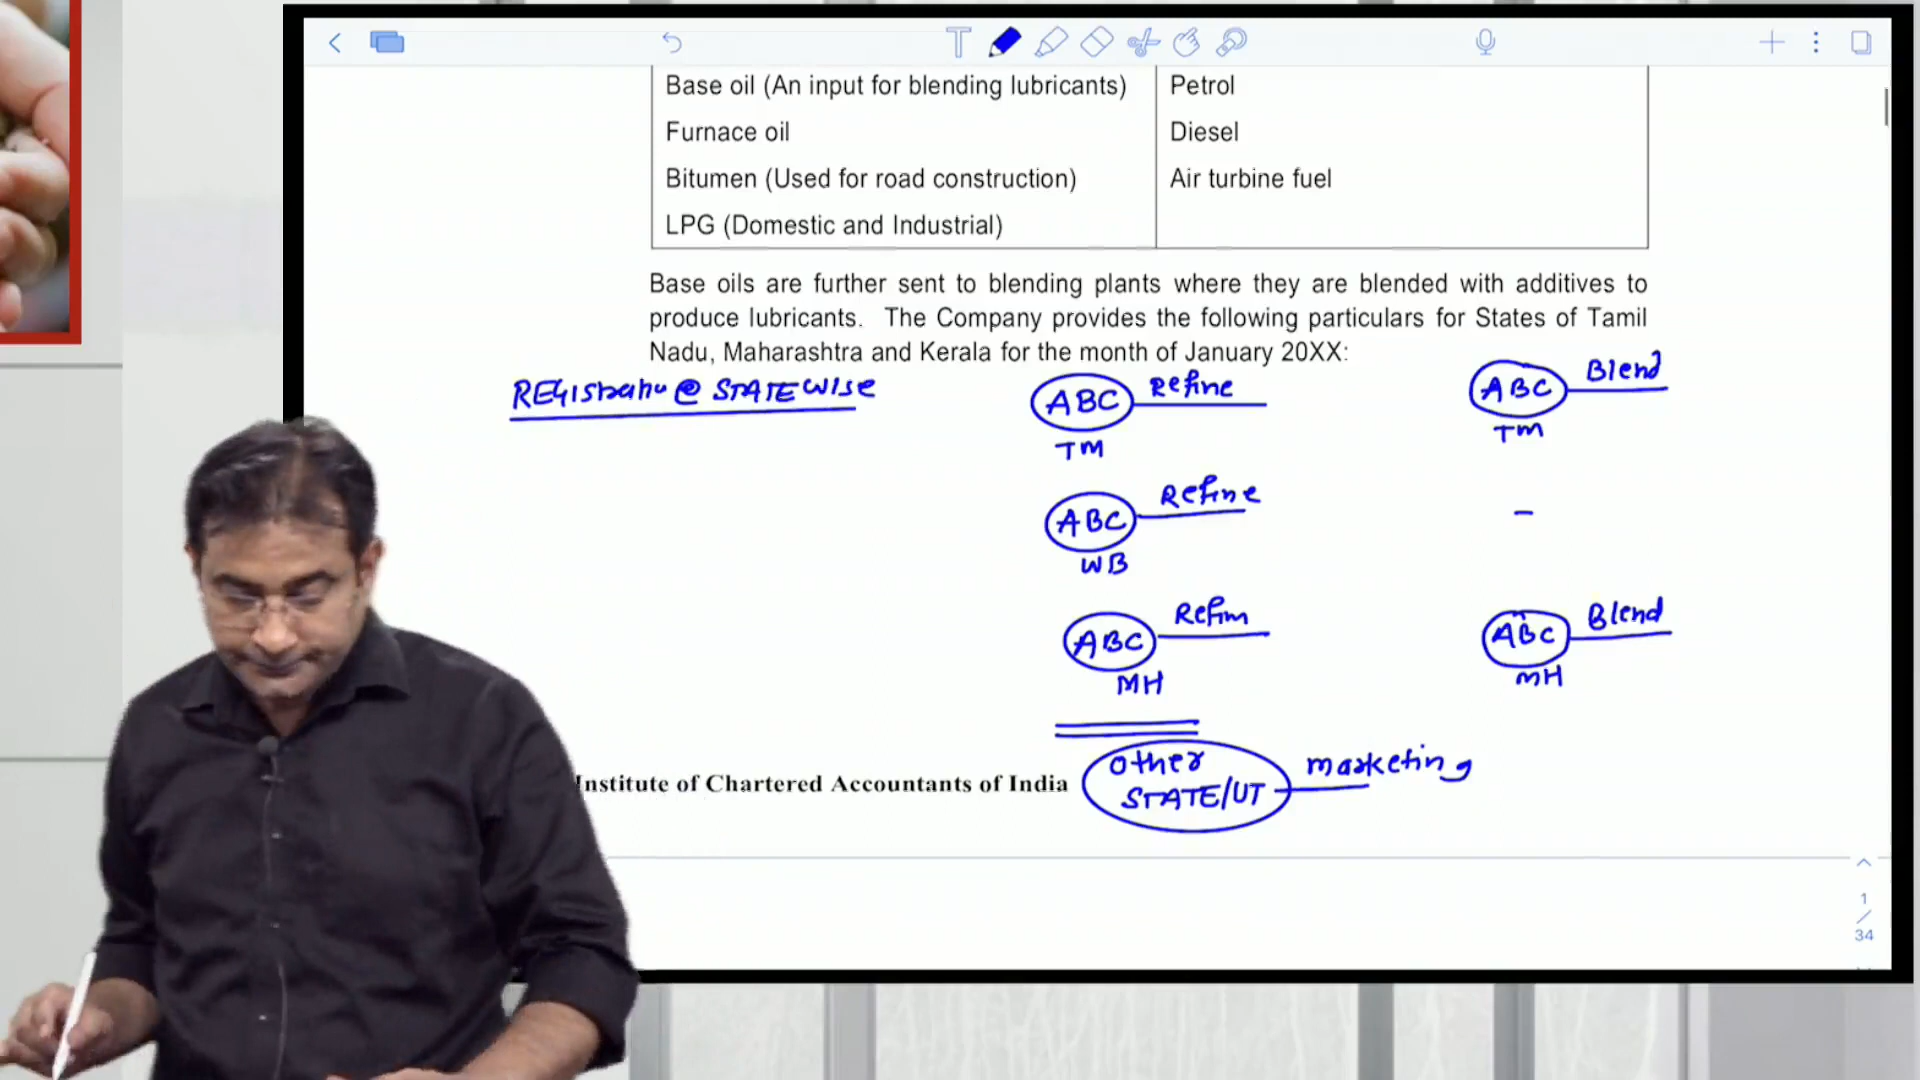 Base oil (An input for blending lubricants) Petrol
Furnace oil Diesel
Bitumen (Used for road construction) Air turbine fuel
LPG (Domestic and Industrial)
Base oils are further sent to blending plants where they are blended with additives to
produce lubricants. The Company provides the following particulars for States of Tamil
Nadu, Maharashtra and Kerala for the month of January 20XX:
@ STATEWISE
ABC Refine ABC Blend
TM TM
ABC Refine -
WB
ABC Refim ABC Blend
MH MH
Other marketing
STATE/UT
Institute of Chartered Accountants of India
1
/
34